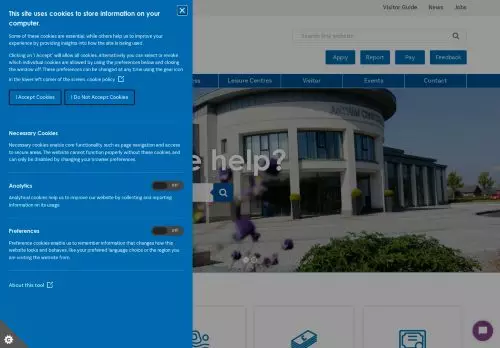 This site uses cookies to store information on your
computer.
Some of these cookies are essential, while others help us to improve your
experience by providing insights into how the site is being used.
Clicking on 'I Accept' will allow all cookies, alternatively you can select or revoke
which individual cookies are allowed by using the preferences below and closing
the window off. These preferences can be changed at any time using the gear icon
in the lower left corner of the screen. cookie policy
I Accept Cookies
I Do Not Accept Cookies
Necessary Cookies
Necessary cookies enable core functionality such as page navigation and access
to secure areas. The website cannot function properly without these cookies, and
can only be disabled by changing your browser preferences.
Analytics
Off
Analytical cookies help us to improve our website by collecting and reporting
information on its usage.
Preferences
Off
Preference cookies enable us to remember information that changes how the
website looks and behaves, like your preferred language choice or the region you
are visiting the website from.
About this tool
Visitor Guide
News
Jobs
Search this website
Apply
Report
Pay
Feedback
Leisure Centres
Visitor
Events
Contact
help?